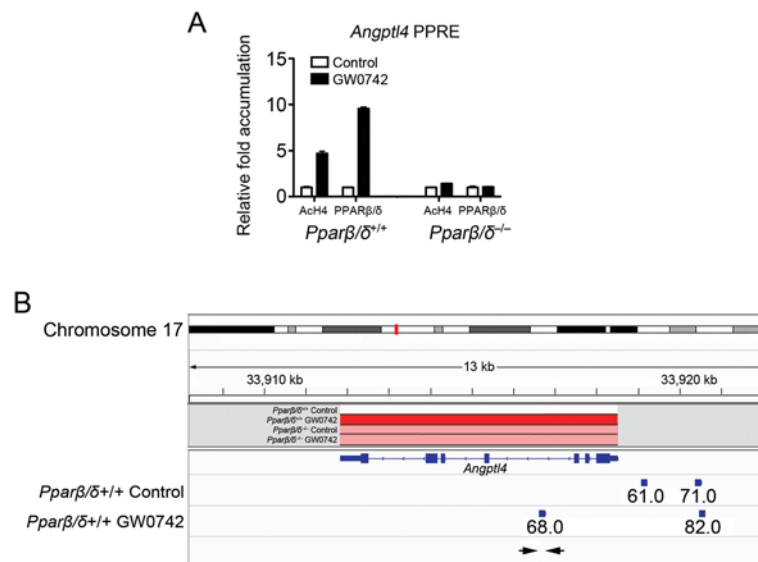 A
Angptl4 PPRE
Control
GW0742
Relative fold accumulation
15
10
5
0
AcH4 PPARβ/δ AcH4 PPARβ/δ
Pparβ/δ+/+ Pparβ/δ–/–
B
Chromosome 17
13 kb
33,910 kb 33,920 kb
Pparβ/δ+/+ Control
Pparβ/δ+/+ GW0742
Pparβ/δ-/- Control
Pparβ/δ-/- GW0742
Angptl4
Pparβ/δ+/+ Control 61.0 71.0
Pparβ/δ+/+ GW0742 68.0 82.0